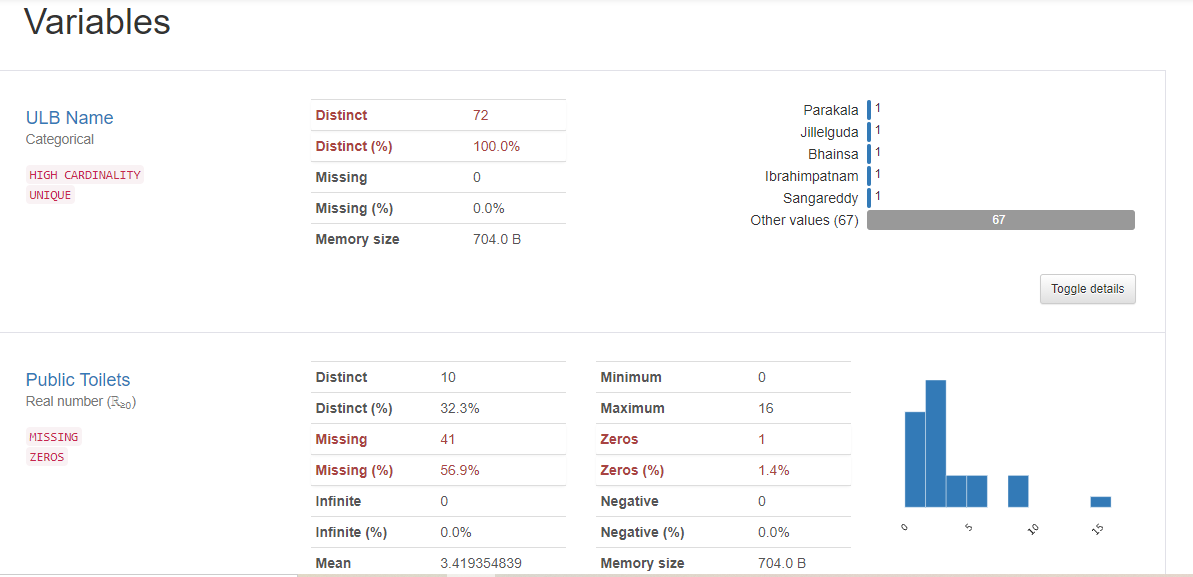 Variables
ULB Name
Categorical
HIGH CARDINALITY
UNIQUE
Distinct 72
Distinct (%) 100.0%
Missing 0
Missing (%) 0.0%
Memory size 704.0 B
Parakala 1
Jillelguda 1
Bhainsa 1
Ibrahimpatnam 1
Sangareddy 1
Other values (67) 67
Toggle details
Public Toilets
Real number (ℝ≥0)
MISSING
ZEROS
Distinct 10
Distinct (%) 32.3%
Missing 41
Missing (%) 56.9%
Infinite 0
Infinite (%) 0.0%
Mean 3.419354839
Minimum 0
Maximum 16
Zeros 1
Zeros (%) 1.4%
Negative 0
Negative (%) 0.0%
Memory size 704.0 B
0 5 10 15